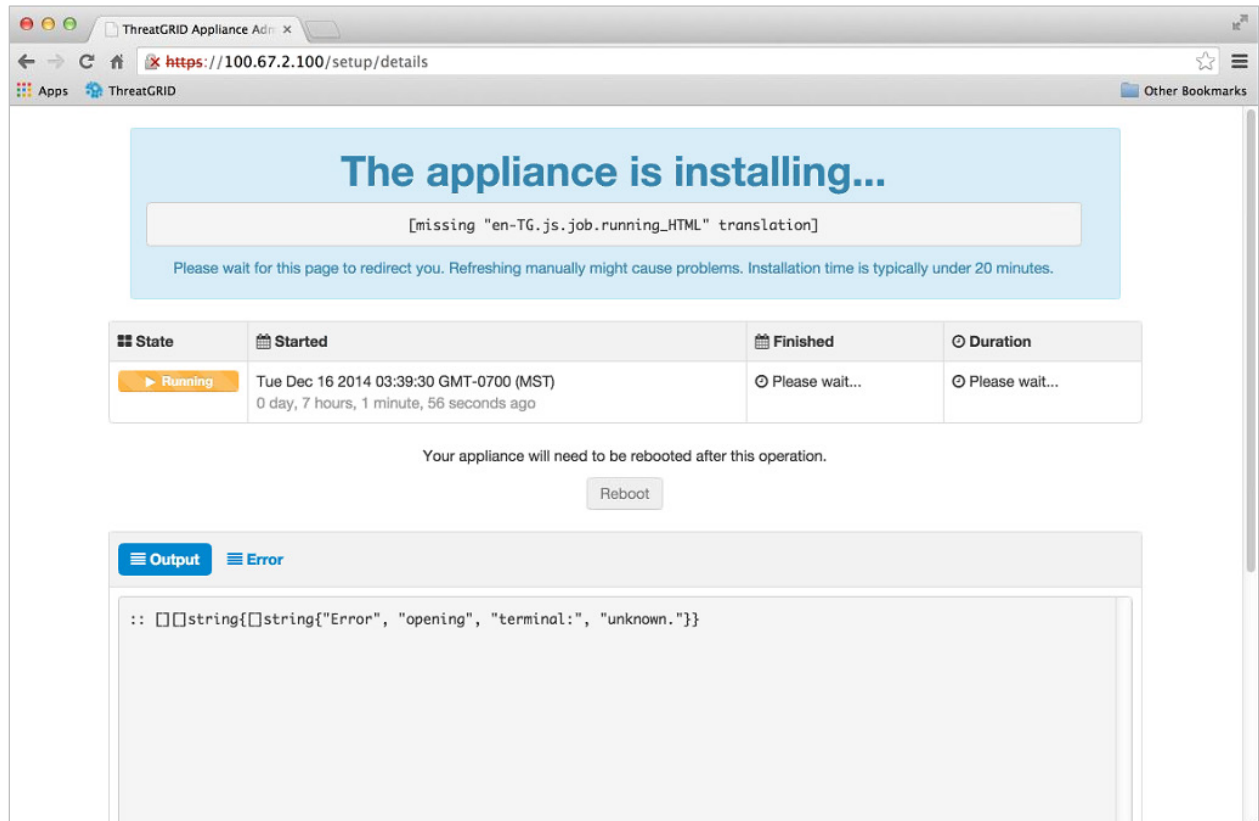 ThreatGRID Appliance Adm
https://100.67.2.100/setup/details
Apps ThreatGRID Other Bookmarks
The appliance is installing...
[missing "en-TG.js.job.running_HTML" translation]
Please wait for this page to redirect you. Refreshing manually might cause problems. Installation time is typically under 20 minutes.
State Started Finished Duration
Running Tue Dec 16 2014 03:39:30 GMT-0700 (MST) Please wait... Please wait...
0 day, 7 hours, 1 minute, 56 seconds ago
Your appliance will need to be rebooted after this operation.
Reboot
Output Error
:: [][]string{[]string{"Error", "opening", "terminal:", "unknown."}}